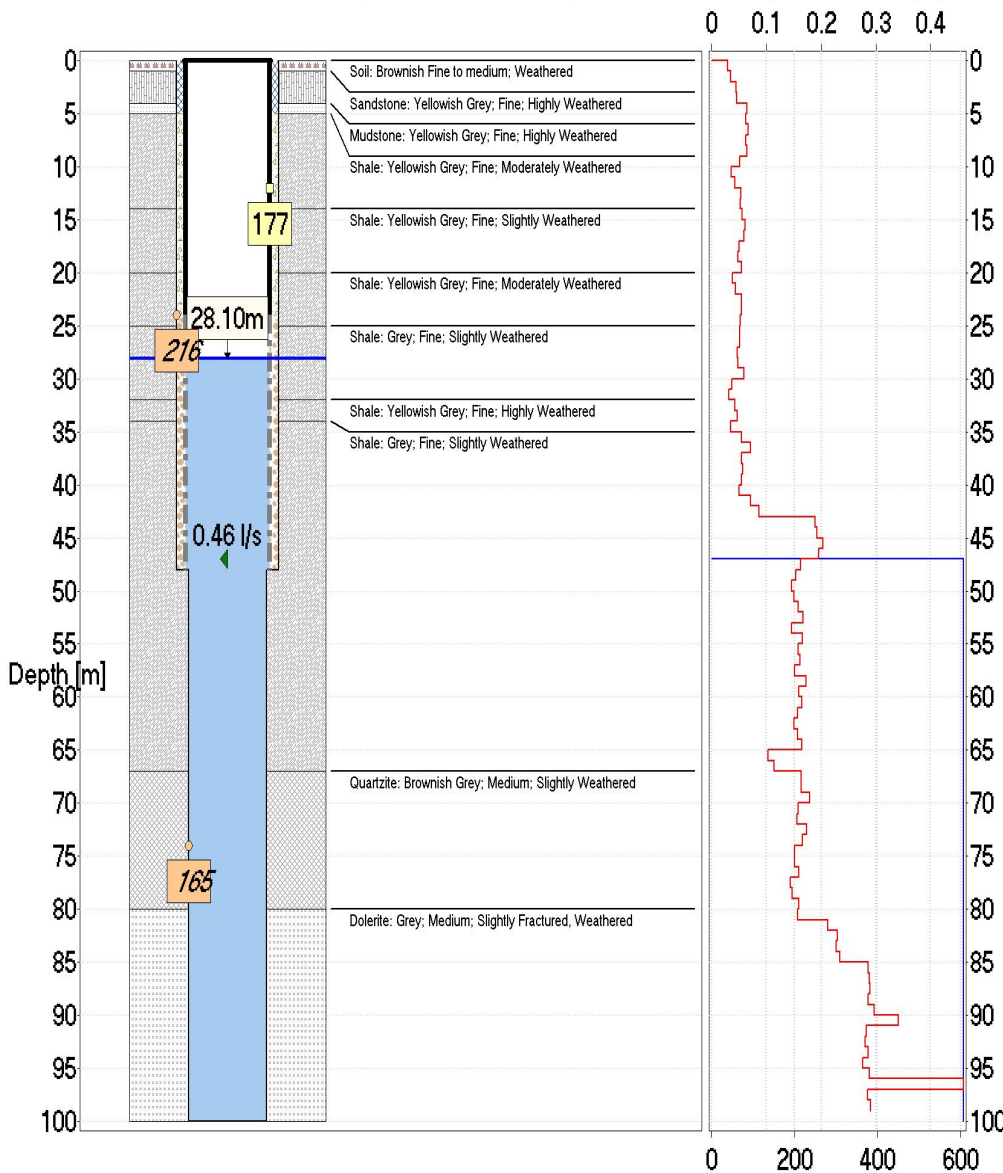 0 0.1 0.2 0.3 0.4
0 Soil: Brownish Fine to medium; Weathered 0
Sandstone: Yellowish Grey; Fine; Highly Weathered
5 5
Mudstone: Yellowish Grey; Fine; Highly Weathered
10 Shale: Yellowish Grey; Fine; Moderately Weathered 10
15 177 Shale: Yellowish Grey; Fine; Slightly Weathered 15
20 Shale: Yellowish Grey; Fine; Moderately Weathered 20
28.10m
25 216 Shale: Grey; Fine; Slightly Weathered 25
30 30
Shale: Yellowish Grey; Fine; Highly Weathered
35 Shale: Grey; Fine; Slightly Weathered 35
40 40
45 0.46 l/s 45
50 50
55 55
Depth [m]
60 60
65 65
Quartzite: Brownish Grey; Medium; Slightly Weathered
70 70
75 165 75
80 Dolerite: Grey; Medium; Slightly Fractured, Weathered 80
85 85
90 90
95 95
100 100
0 200 400 600